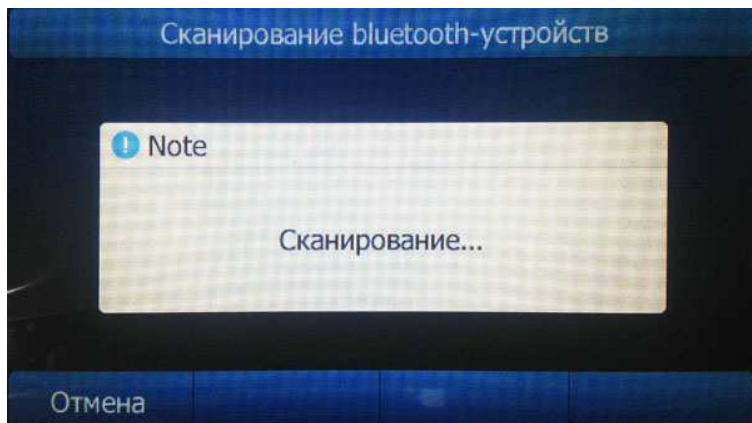 Сканирование bluetooth-устройств
Note
Сканирование...
Отмена